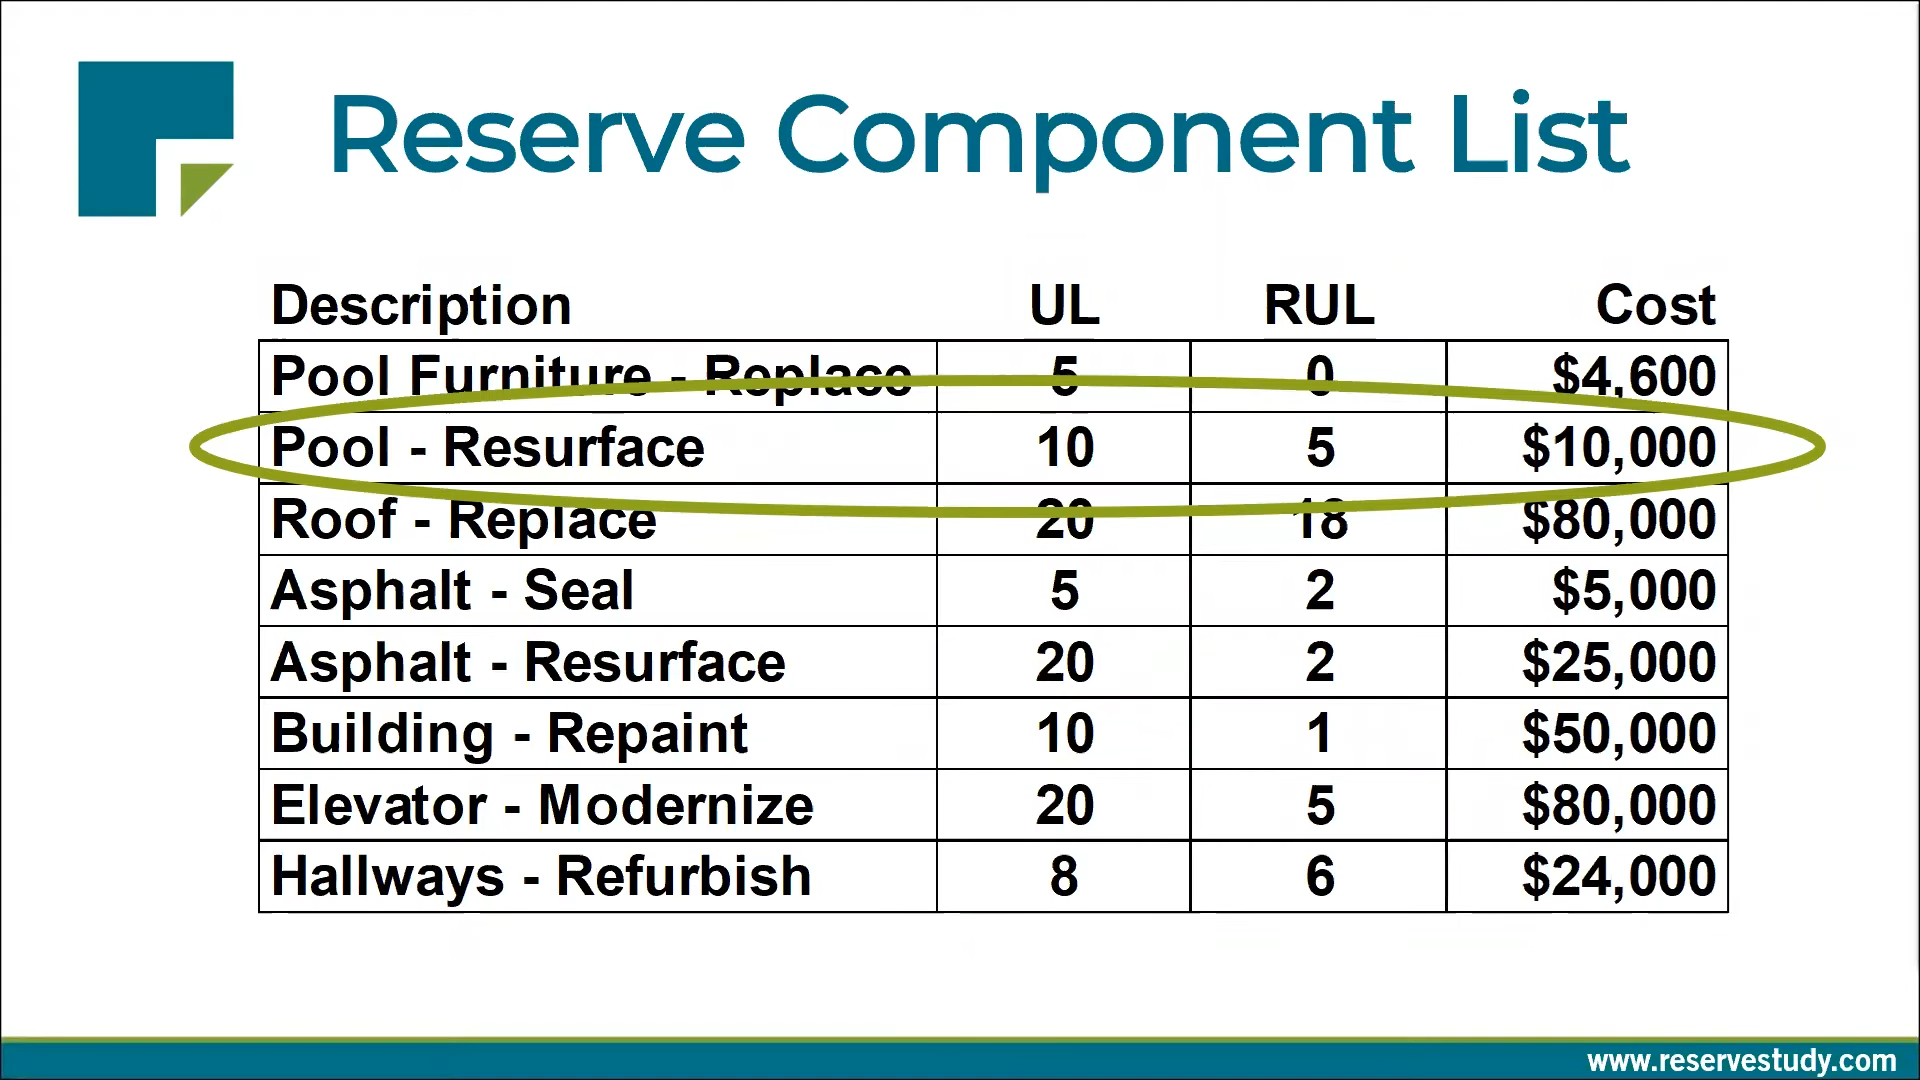 Reserve Component List
Description UL RUL Cost
Pool Furniture - Replace 5 0 $4,600
Pool - Resurface 10 5 $10,000
Roof - Replace 20 18 $80,000
Asphalt - Seal 5 2 $5,000
Asphalt - Resurface 20 2 $25,000
Building - Repaint 10 1 $50,000
Elevator - Modernize 20 5 $80,000
Hallways - Refurbish 8 6 $24,000
www.reservestudy.com